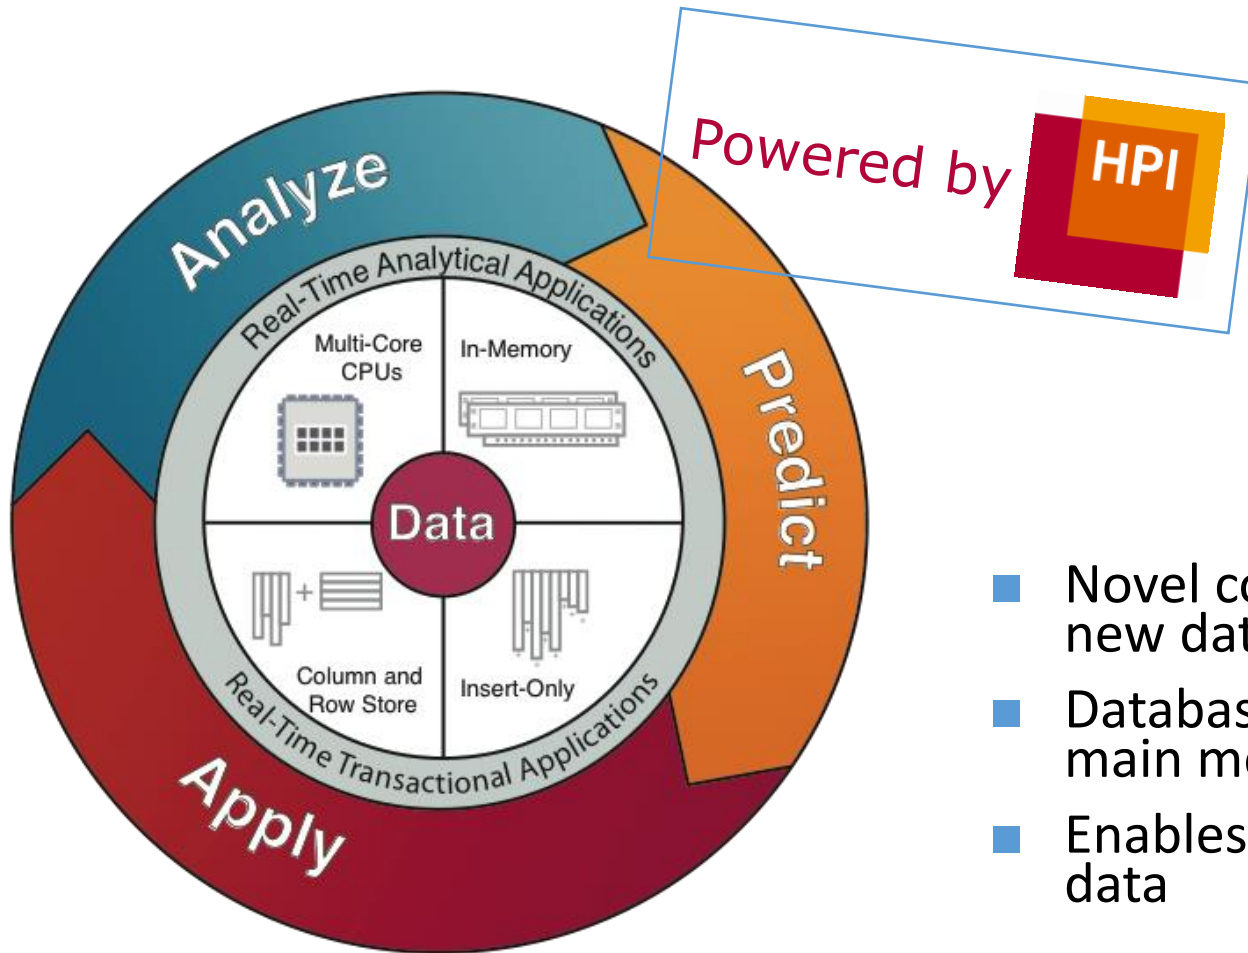 Powered by
HPI
Analyze
Predict
Apply
Real-Time Analytical Applications
Multi-Core
CPUs
In-Memory
Data
+
Column and
Row Store
Insert-Only
Real-Time Transactional Applications
Novel
new
main
Enables
data